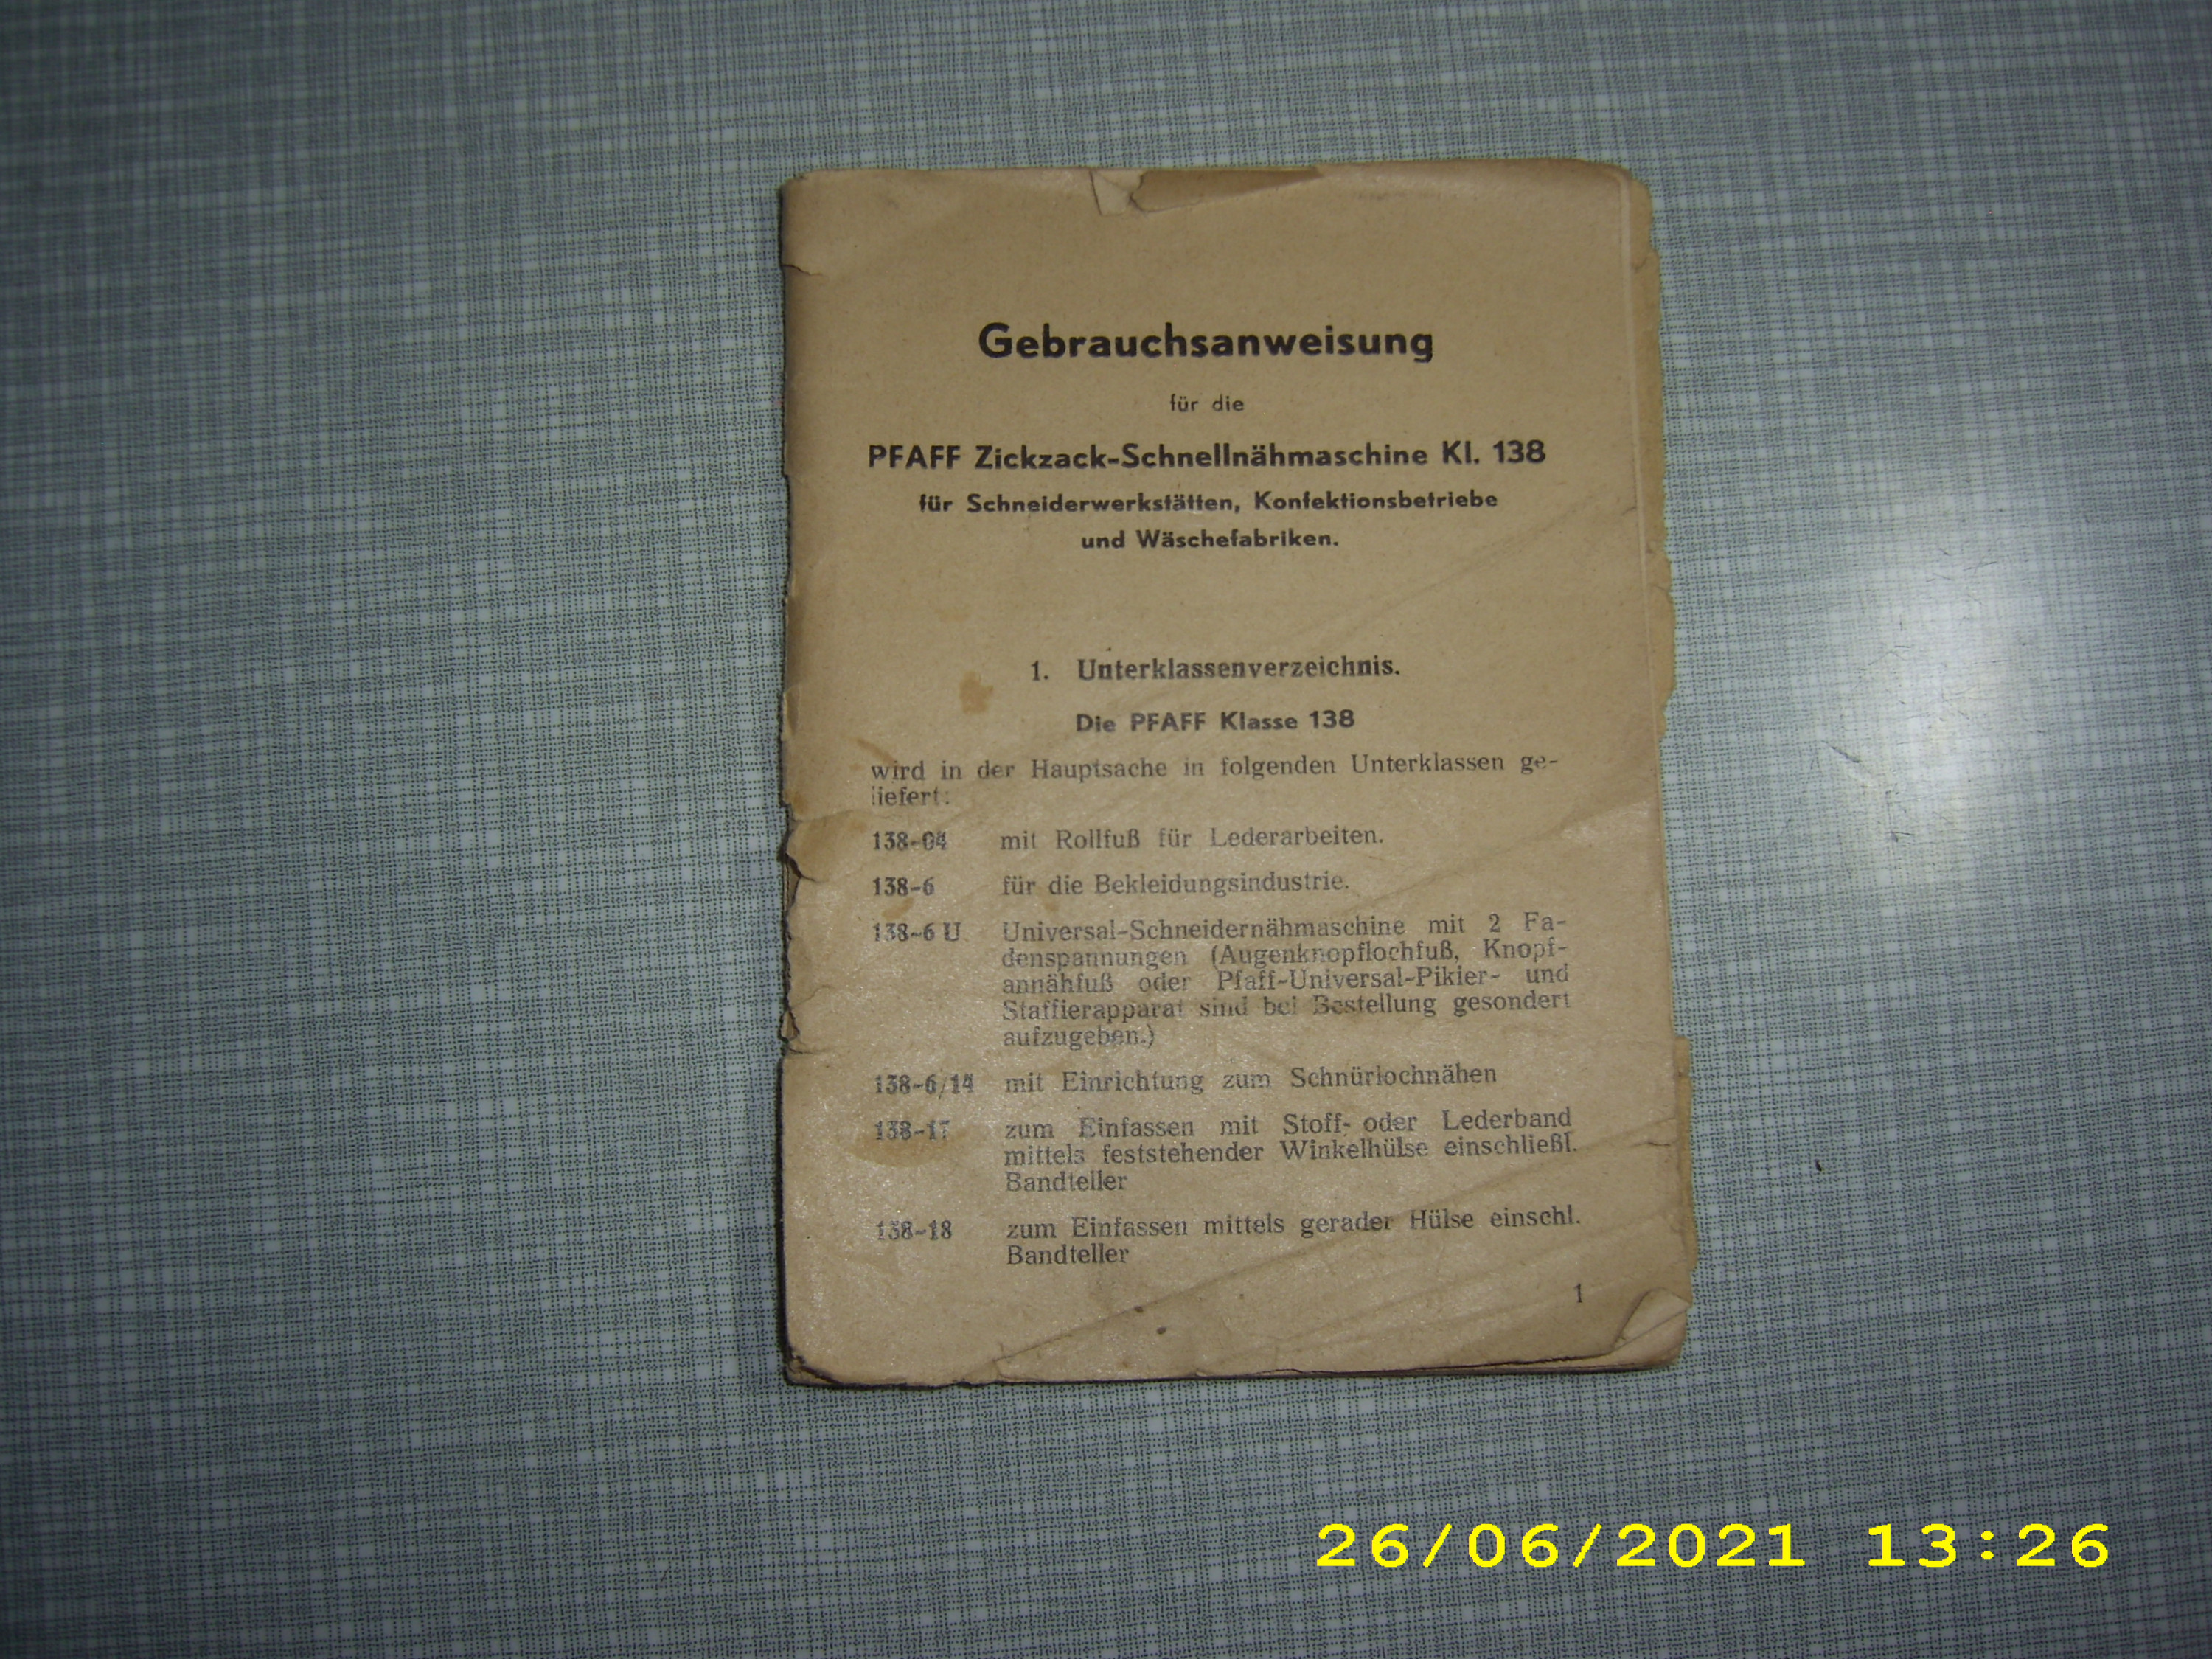 Gebrauchsanweisung
für die
PFAFF Zickzack-Schnellnähmaschine Kl. 138
für Schneiderwerkstätten, Konfektionsbetriebe
und Wäschefabriken.
1. Unterklassenverzeichnis.
Die PFAFF Klasse 138
wird in der Hauptsache in folgenden Unterklassen ge-
liefert:
138-04 mit Rollfuß für Lederarbeiten.
138-6 für die Bekleidungsindustrie.
138-6 U Universal-Schneidernähmaschine mit 2 Fa-
denspannungen (Augenknopflochfuß, Knopf-
annähfuß oder Pfaff-Universal-Pikier- und
Staffierapparat sind bei Bestellung gesondert
aufzugeben.)
138-6/14 mit Einrichtung zum Schnürlochnähen
138-17 zum Einfassen mit Stoff- oder Lederband
mittels feststehender Winkelhülse einschließl.
Bandteller
138-18 zum Einfassen mittels gerader Hülse einschl.
Bandteller
1
26/06/2021 13:26